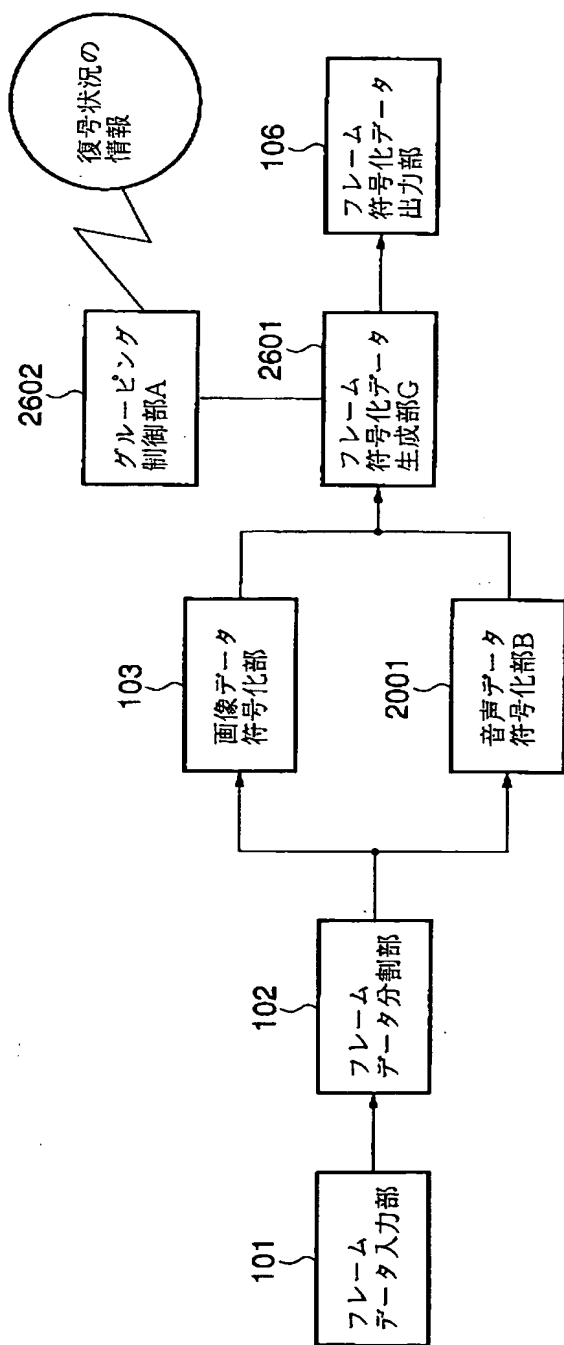 101
フレーム
データ入力部
102
フレーム
データ分割部
103
画像データ
符号化部
2001
音声データ
符号化部B
2602
グルーピング
制御部A
2601
フレーム
符号化データ
生成部G
106
フレーム
符号化データ
出力部
復号状況の
情報